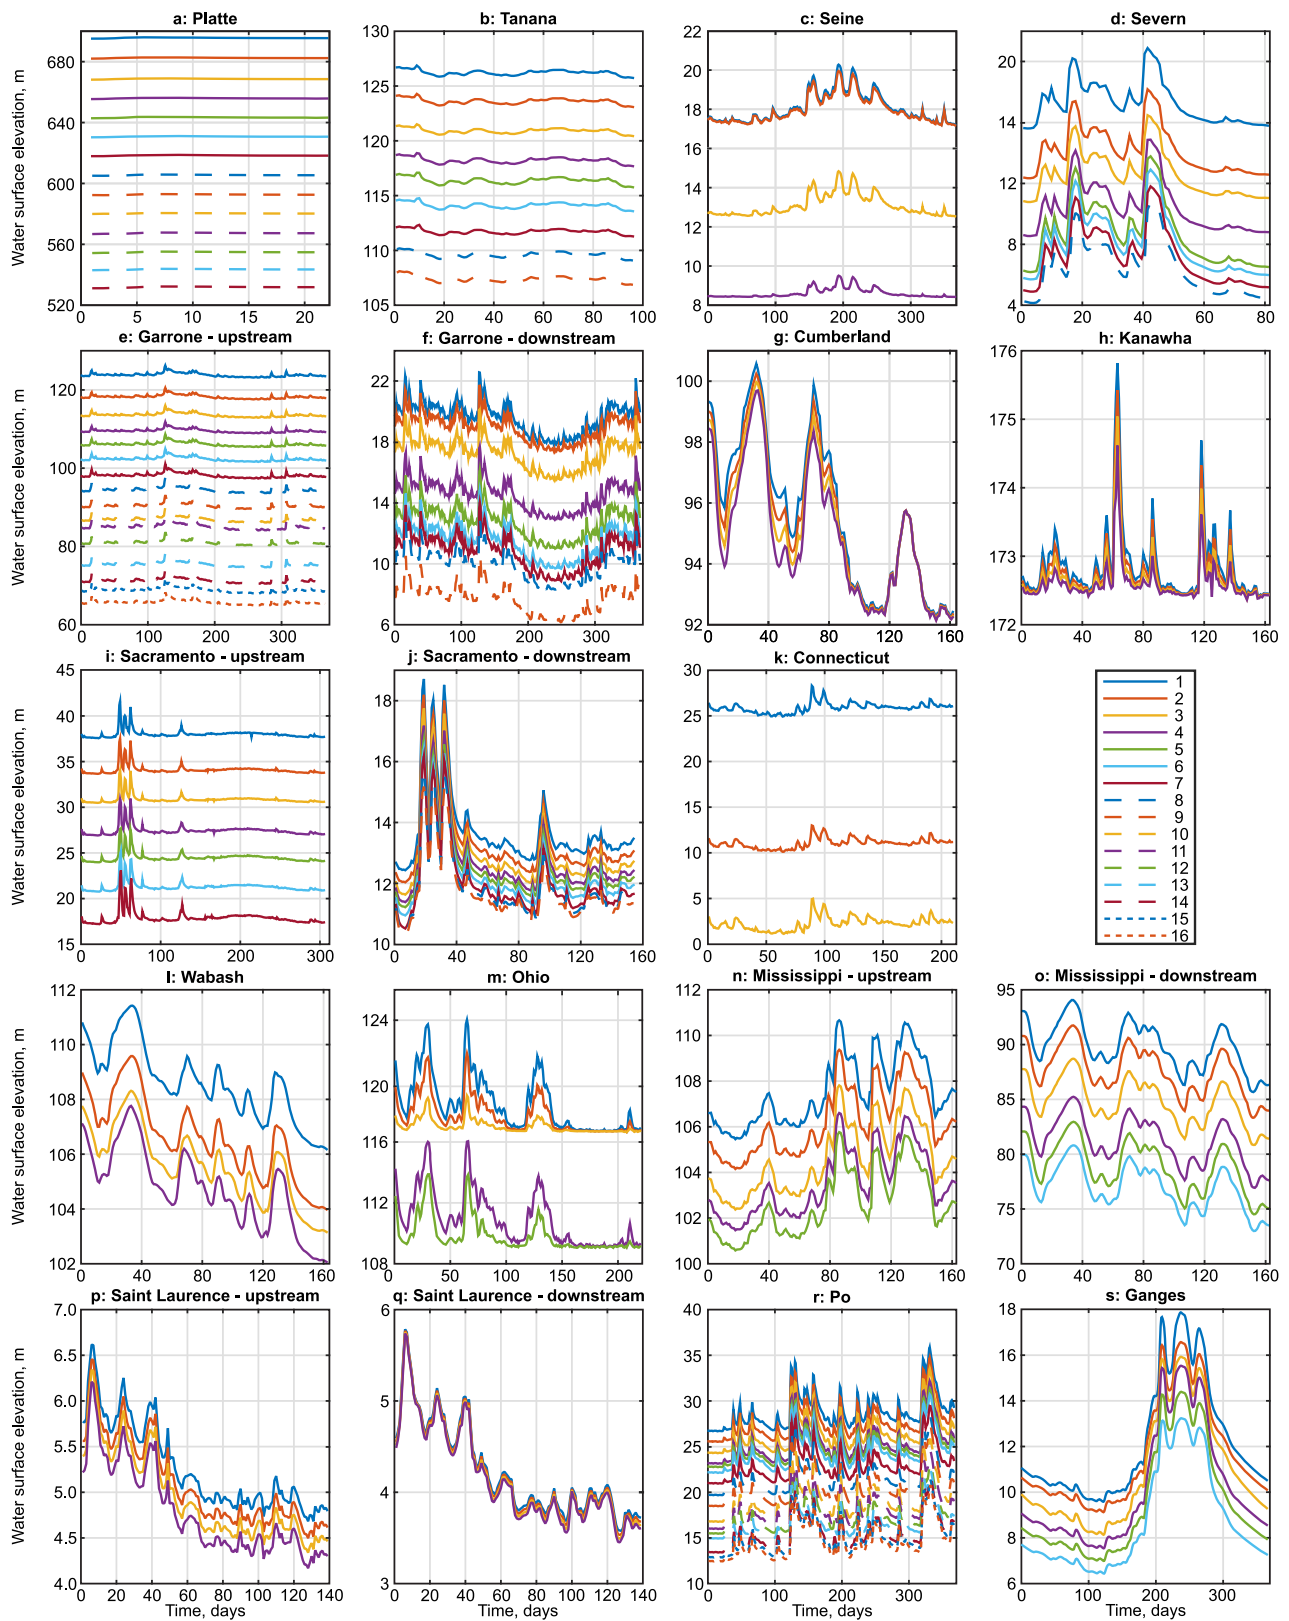 a: Platte
b: Tanana
c: Seine
d: Severn
Water surface elevation, m
680
640
600
560
520
0 5 10 15 20
130
125
120
115
110
105
0 20 40 60 80 100
22
20
18
16
14
12
10
8
0 100 200 300
20
14
12
8
4
0 20 40 60 80
e: Garrone - upstream
f: Garrone - downstream
g: Cumberland
h: Kanawha
Water surface elevation, m
120
100
80
60
0 100 200 300
22
18
14
10
6
0 100 200 300
100
98
96
94
92
0 40 80 120 160
176
175
174
173
172
0 40 80 120 160
i: Sacramento - upstream
j: Sacramento - downstream
k: Connecticut
Water surface elevation, m
45
40
35
30
25
20
15
0 100 200 300
18
16
14
12
10
0 40 80 120 160
30
25
20
15
10
5
0
0 50 100 150 200
1
2
3
4
5
6
7
8
9
10
11
12
13
14
15
16
l: Wabash
m: Ohio
n: Mississippi - upstream
o: Mississippi - downstream
Water surface elevation, m
112
110
108
106
104
102
0 40 80 120 160
124
120
116
112
108
0 50 100 150 200
112
110
108
106
104
102
100
0 40 80 120 160
95
90
85
80
75
70
0 40 80 120 160
p: Saint Laurence - upstream
q: Saint Laurence - downstream
r: Po
s: Ganges
Water surface elevation, m
7.0
6.5
6.0
5.5
5.0
4.5
4.0
0 20 40 60 80 100 120 140
Time, days
6
5
4
3
0 20 40 60 80 100 120 140
Time, days
40
35
30
25
20
15
10
0 100 200 300
Time, days
18
16
14
12
10
8
6
0 100 200 300
Time, days